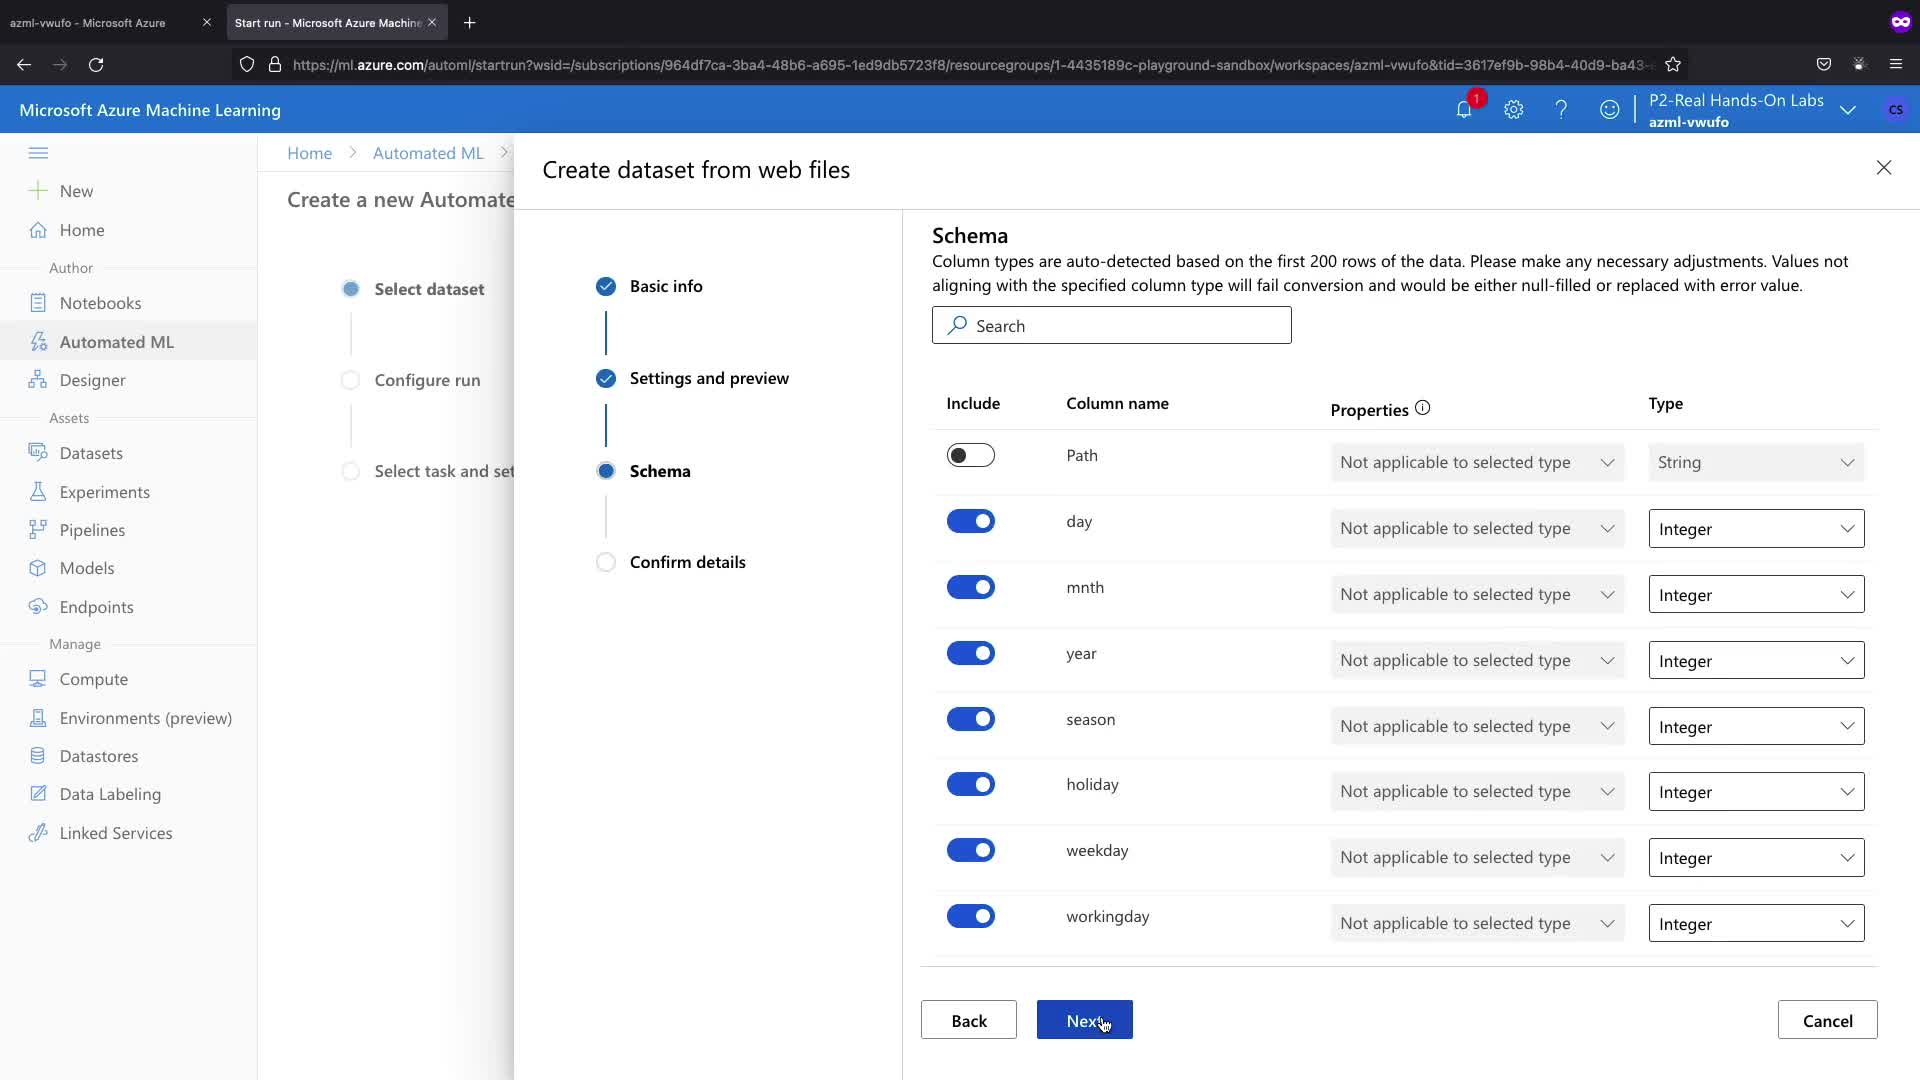 azml-vwufo - Microsoft Azure
Start run - Microsoft Azure Machine
https://ml.azure.com/automl/startrun?wsid=/subscriptions/964df7ca-3ba4-48b6-a695-1ed9db5723f8/resourcegroups/1-4435189c-playground-sandbox/workspaces/azml-vwufo&tid=3617ef9b-98b4-40d9-ba43-
Microsoft Azure Machine Learning
1
P2-Real Hands-On Labs
azml-vwufo
CS
New
Home
Author
Notebooks
Automated ML
Designer
Assets
Datasets
Experiments
Pipelines
Models
Endpoints
Manage
Compute
Environments (preview)
Datastores
Data Labeling
Linked Services
Home > Automated ML >
Create a new Automate
Select dataset
Configure run
Select task and set
Create dataset from web files
Basic info
Settings and preview
Schema
Confirm details
Schema
Column types are auto-detected based on the first 200 rows of the data. Please make any necessary adjustments. Values not
aligning with the specified column type will fail conversion and would be either null-filled or replaced with error value.
Search
Include Column name Properties Type
Path Not applicable to selected type String
day Not applicable to selected type Integer
mnth Not applicable to selected type Integer
year Not applicable to selected type Integer
season Not applicable to selected type Integer
holiday Not applicable to selected type Integer
weekday Not applicable to selected type Integer
workingday Not applicable to selected type Integer
Back Next Cancel